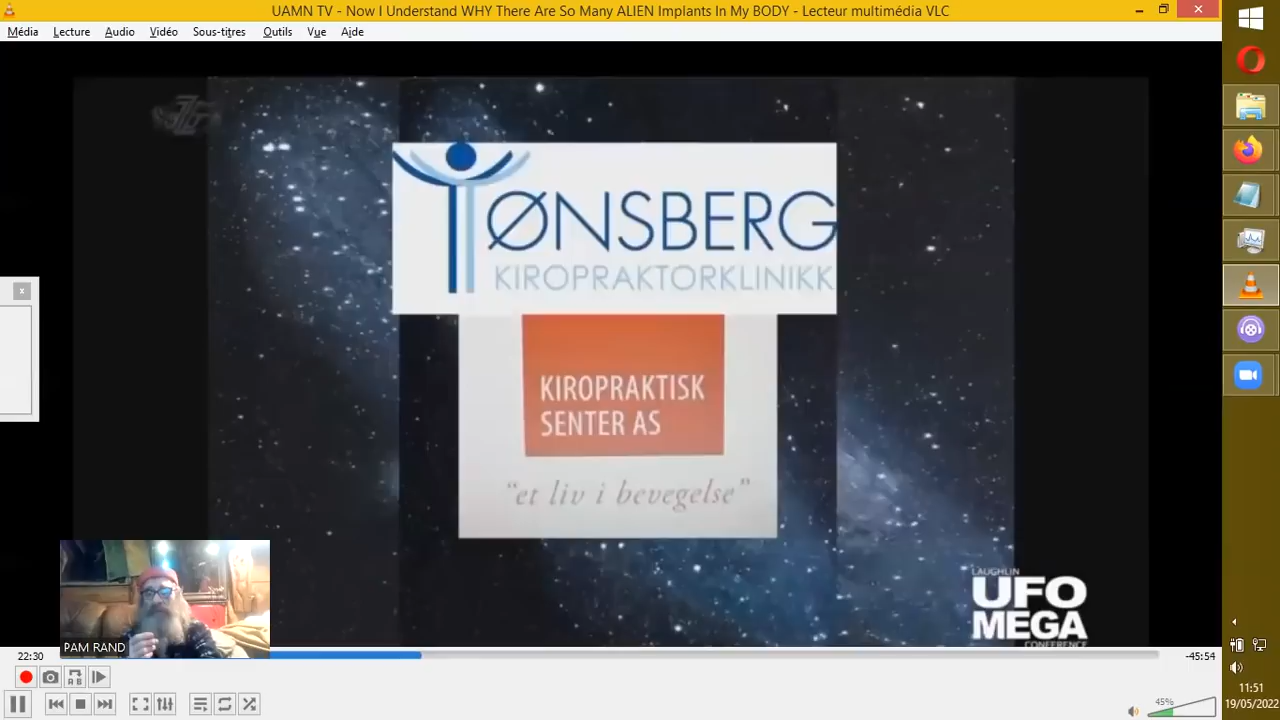 UAMN TV - Now I Understand WHY There Are So Many ALIEN Implants In My BODY - Lecteur multimédia VLC
Média Lecture Audio Vidéo Sous-titres Outils Vue Aide
TØNSBERG
KIROPRAKTORKLINIKK
KIROPRAKTISK
SENTER AS
“et liv i bevegelse”
LAUGHLIN
UFO
MEGA
CONFERENCE
PAM RAND
22:30
-45:54
45%
11:51
19/05/2022